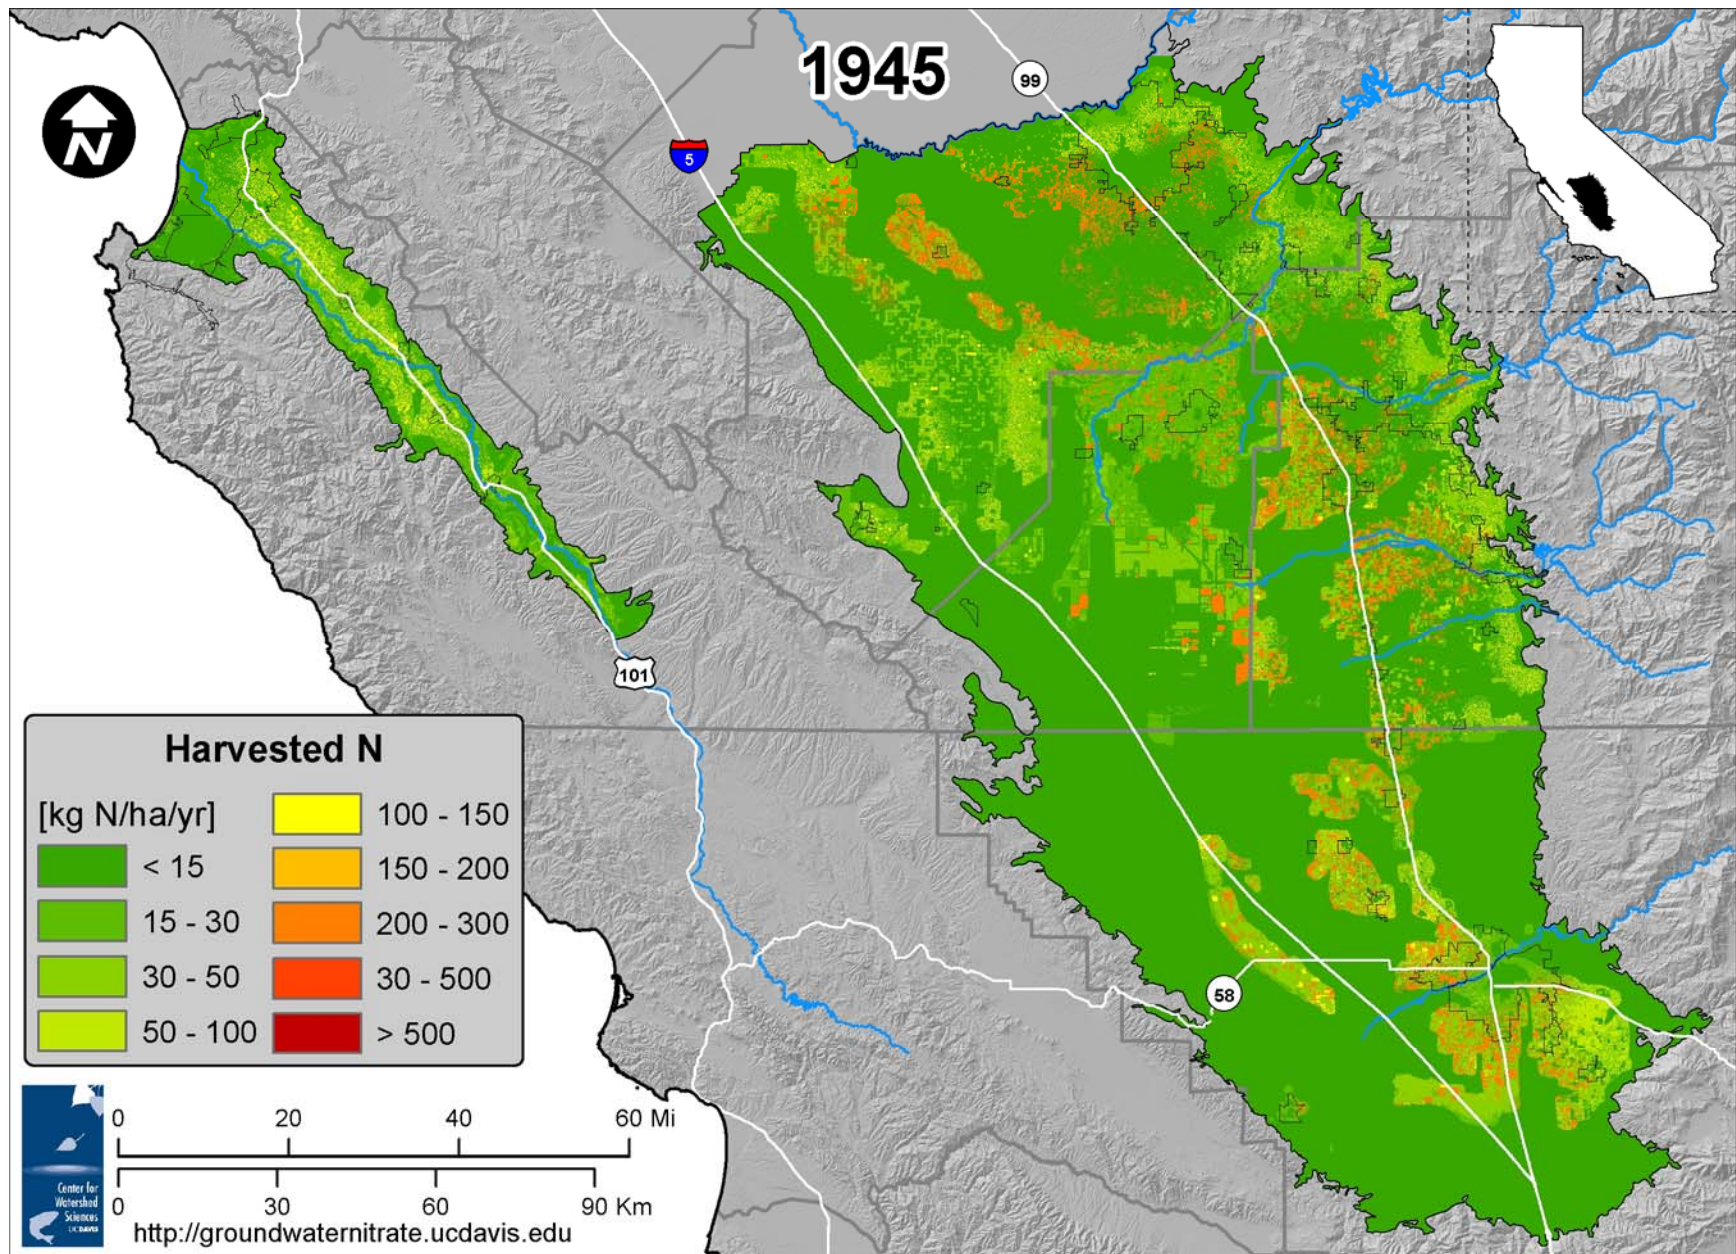 1945
N
99
5
101
58
Harvested N
[kg N/ha/yr]
< 15
15 - 30
30 - 50
50 - 100
100 - 150
150 - 200
200 - 300
30 - 500
> 500
0 20 40 60 Mi
0 30 60 90 Km
Center for
Watershed
Sciences
UCDAVIS
http://groundwaternitrate.ucdavis.edu